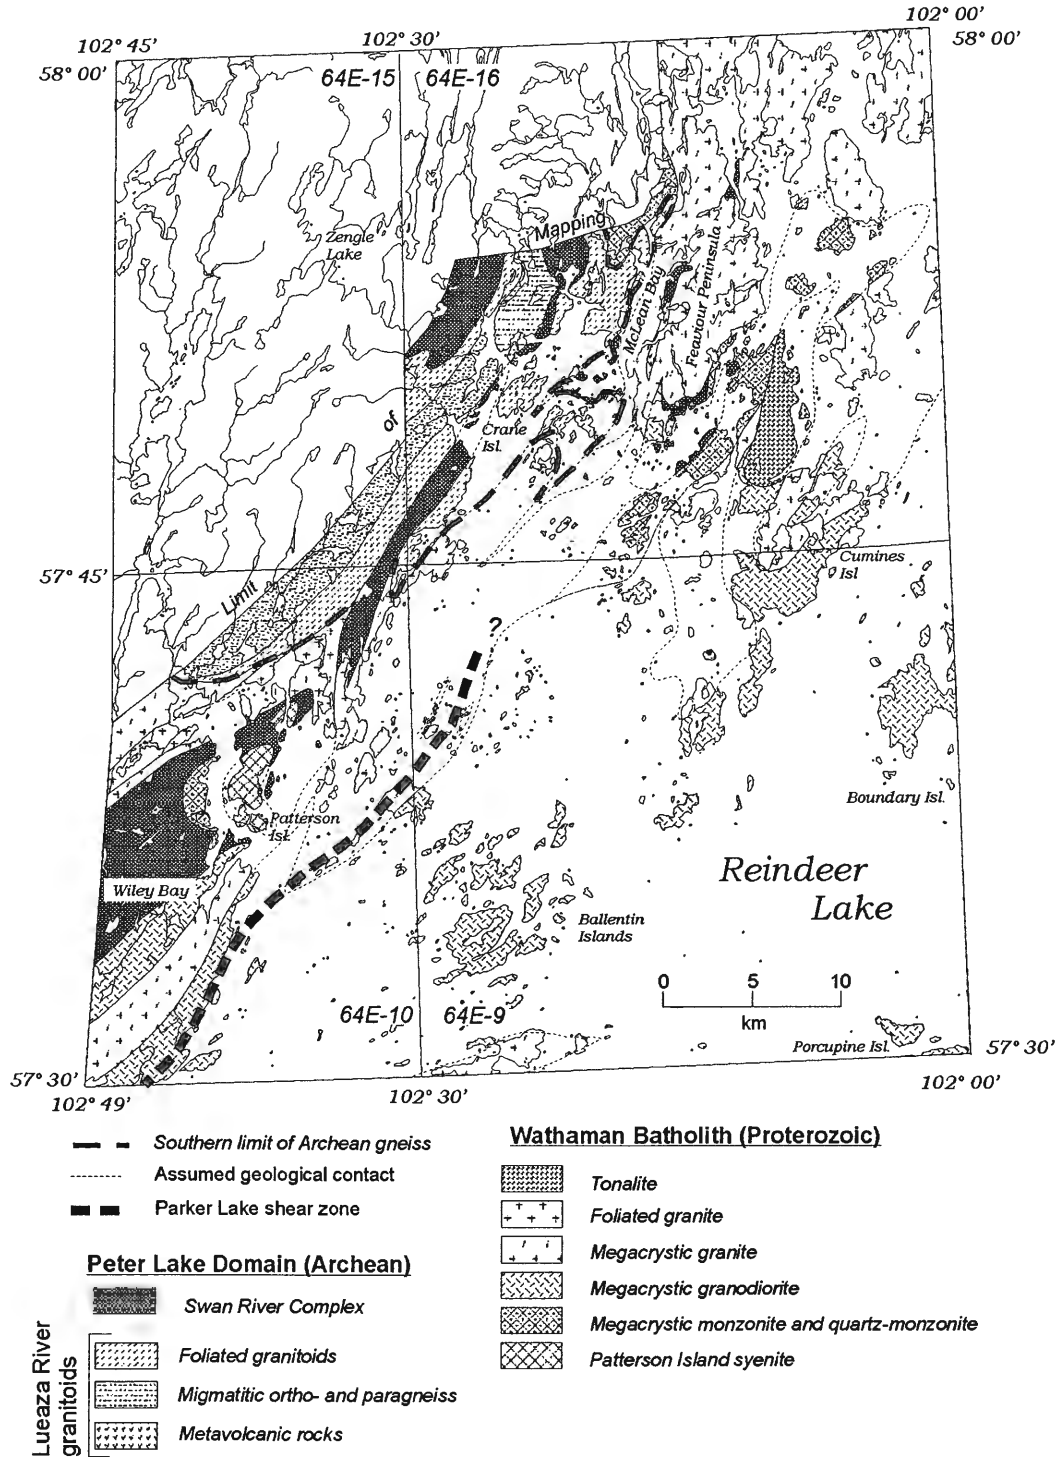 102° 00'
102° 45'
102° 30'
58° 00'
58° 00'
64E-15
64E-16
Mapping
Zengle
Lake
McLean Bay
Feaviour Peninsula
of
Crane
Isl.
57° 45'
Limit
Cumines
Isl
?
Boundary Isl.
Patterson
Isl.
Reindeer
Lake
Wiley Bay
Ballentin
Islands
0 5 10
km
64E-10
64E-9
Porcupine Isl.
57° 30'
57° 30'
102° 49'
102° 30'
102° 00'
Southern limit of Archean gneiss
Assumed geological contact
Parker Lake shear zone
Peter Lake Domain (Archean)
Swan River Complex
Lueaza River
granitoids
Foliated granitoids
Migmatitic ortho- and paragneiss
Metavolcanic rocks
Wathaman Batholith (Proterozoic)
Tonalite
Foliated granite
Megacrystic granite
Megacrystic granodiorite
Megacrystic monzonite and quartz-monzonite
Patterson Island syenite